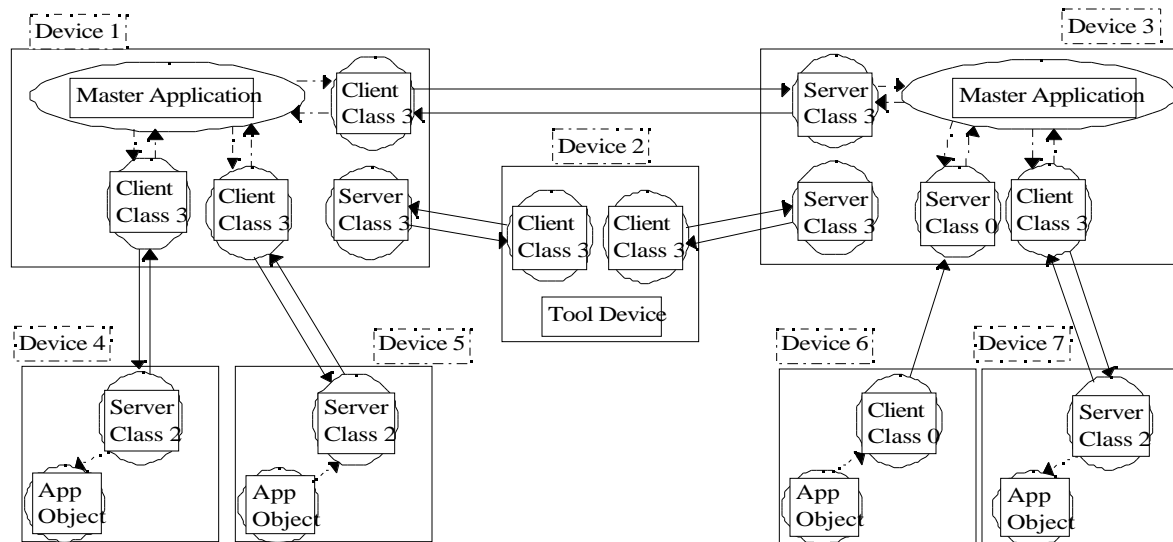 Device 1
Device 3
Master Application
Client
Class 3
Server
Class 3
Master Application
Device 2
Client
Class 3
Client
Class 3
Server
Class 3
Client
Class 3
Client
Class 3
Server
Class 3
Server
Class 0
Client
Class 3
Tool Device
Device 4
Device 5
Device 6
Device 7
Server
Class 2
Server
Class 2
Client
Class 0
Server
Class 2
App
Object
App
Object
App
Object
App
Object